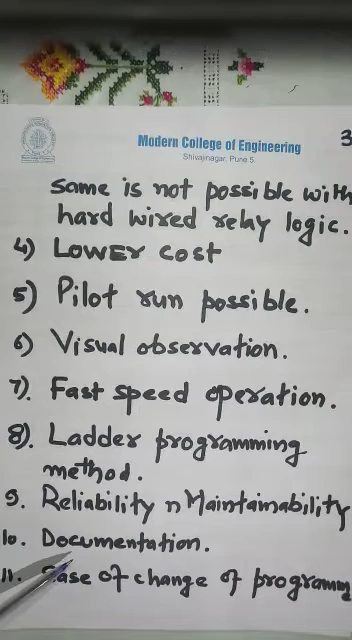 3
Modern College of Engineering
Shivajinagar, Pune 5.
same is not possible with
hard wired relay logic.
4) LOWER cost
5) Pilot run possible.
6) Visual observation.
7). Fast speed operation.
8). Ladder programming
method.
9. Reliability n Maintainability
10. Documentation.
11. Ease of change of programm